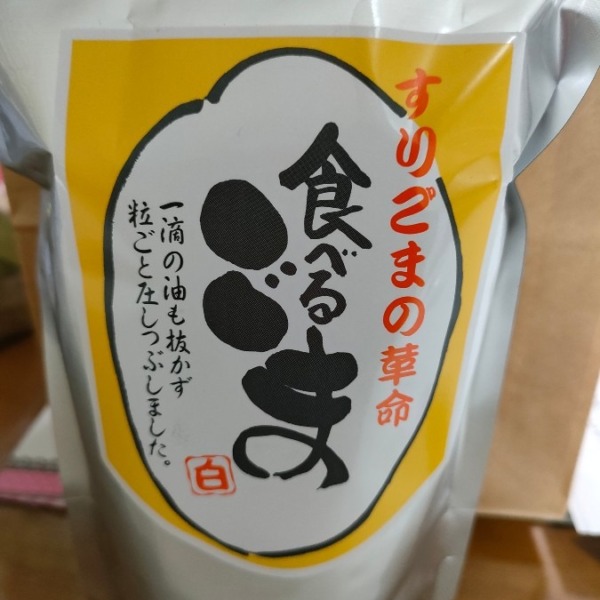 すりごまの革命
食べる
ごま
一滴の油も抜かず
粒ごと圧しつぶしました。
白